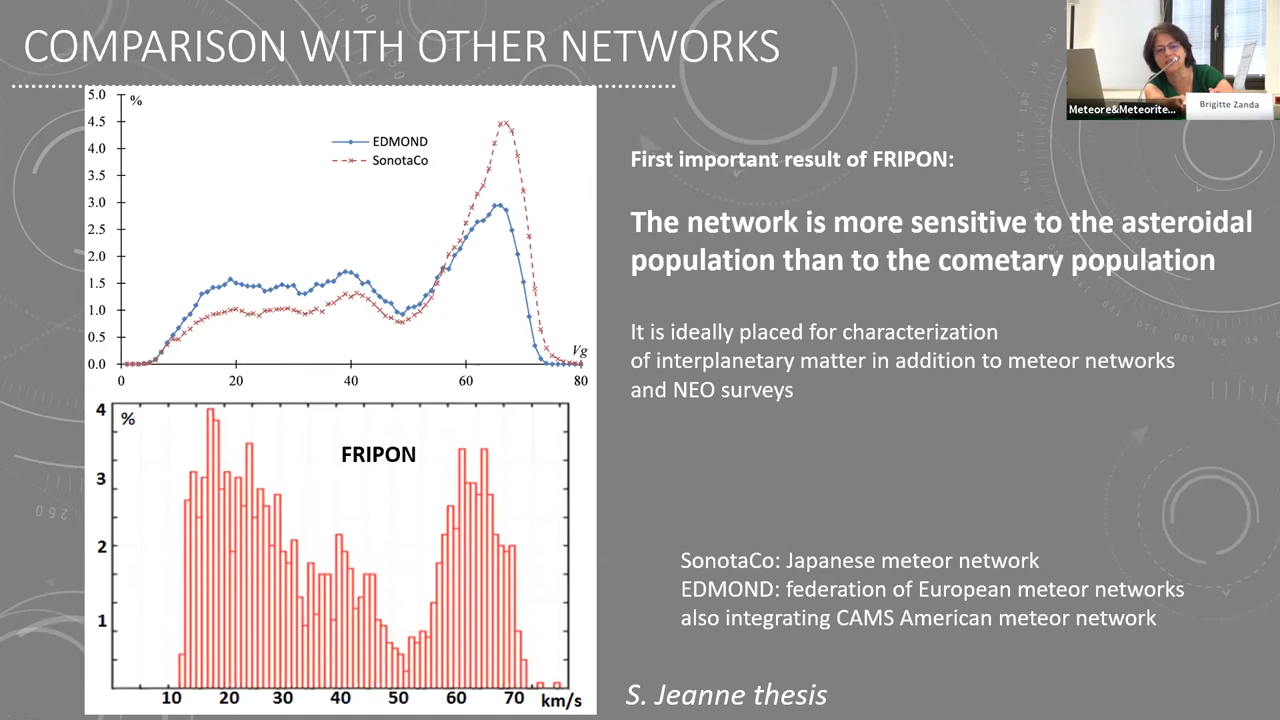 COMPARISON WITH OTHER NETWORKS
Meteore&Meteorite...
Brigitte Zanda
5.0
%
4.5
4.0
3.5
3.0
2.5
2.0
1.5
1.0
0.5
0.0
EDMOND
SonotaCo
Vg
0
20
40
60
80
4
%
3
2
1
FRIPON
10
20
30
40
50
60
70
km/s
First important result of FRIPON:
The network is more sensitive to the asteroidal
population than to the cometary population
It is ideally placed for characterization
of interplanetary matter in addition to meteor networks
and NEO surveys
SonotaCo: Japanese meteor network
EDMOND: federation of European meteor networks
also integrating CAMS American meteor network
S. Jeanne thesis